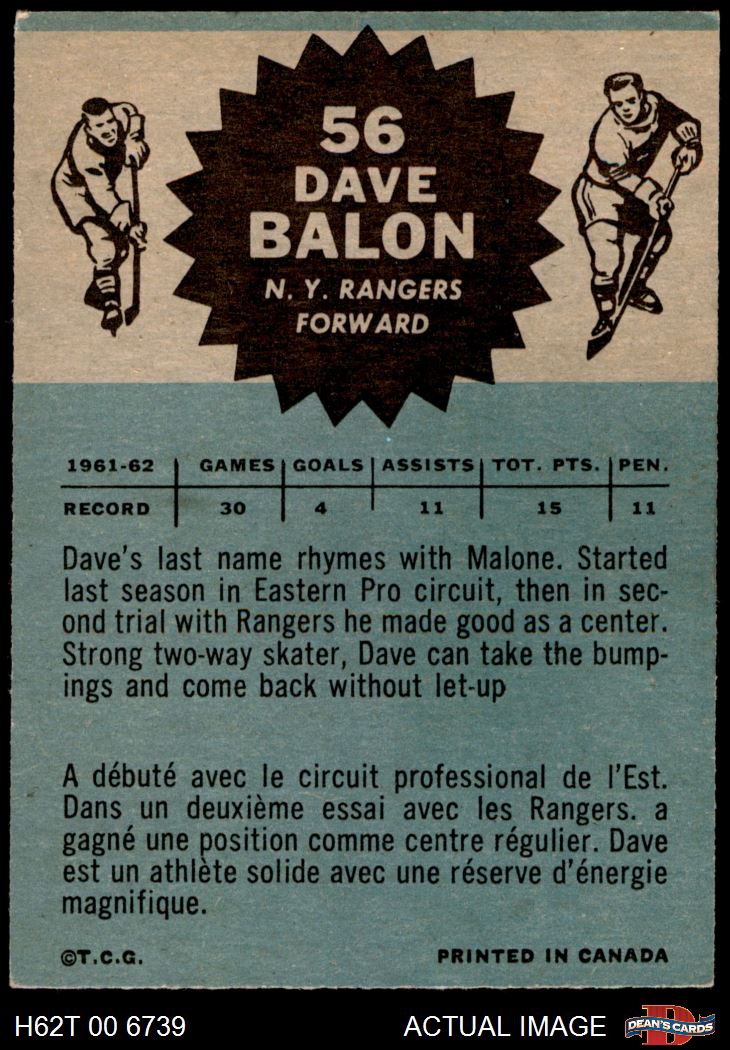 56
DAVE
BALON
N. Y. RANGERS
FORWARD
1961-62 GAMES GOALS ASSISTS TOT. PTS. PEN.
RECORD 30 4 11 15 11
Dave's last name rhymes with Malone. Started
last season in Eastern Pro circuit, then in sec-
ond trial with Rangers he made good as a center.
Strong two-way skater, Dave can take the bump-
ings and come back without let-up
A débuté avec le circuit professional de l'Est.
Dans un deuxième essai avec les Rangers. a
gagné une position comme centre régulier. Dave
est un athlète solide avec une réserve d'énergie
magnifique.
©T.C.G. PRINTED IN CANADA
H62T 00 6739 ACTUAL IMAGE D DEAN'S CARDS